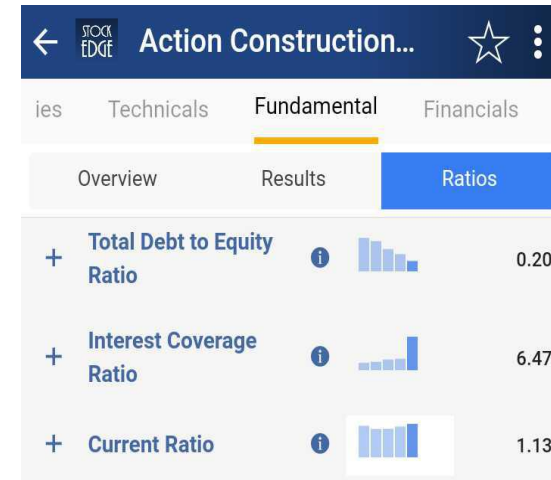 STOCK EDGE Action Construction...
ies Technicals Fundamental Financials
Overview Results Ratios
+ Total Debt to Equity Ratio i 0.20
+ Interest Coverage Ratio i 6.47
+ Current Ratio i 1.13